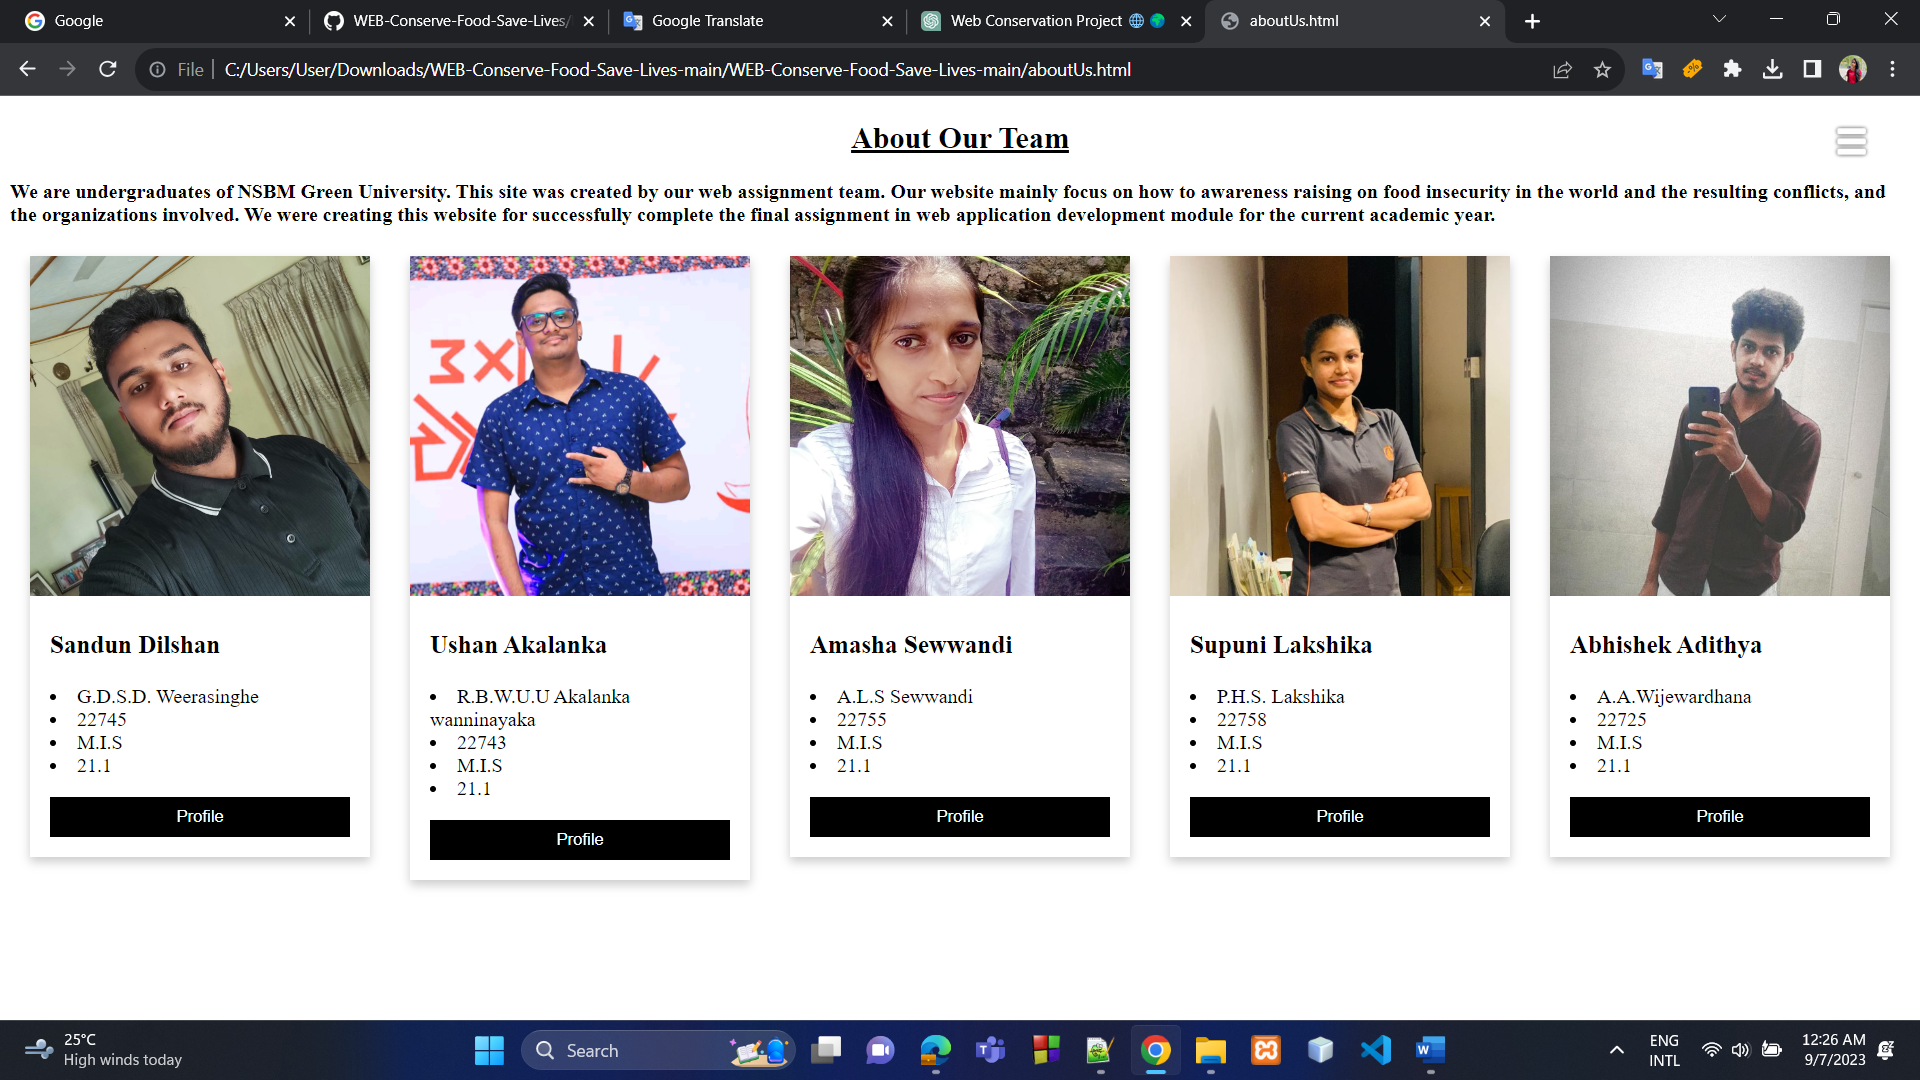 Google
WEB-Conserve-Food-Save-Lives/
Google Translate
Web Conservation Project
aboutUs.html
File
C:/Users/User/Downloads/WEB-Conserve-Food-Save-Lives-main/WEB-Conserve-Food-Save-Lives-main/aboutUs.html
About Our Team
We are undergraduates of NSBM Green University. This site was created by our web assignment team. Our website mainly focus on how to awareness raising on food insecurity in the world and the resulting conflicts, and
the organizations involved. We were creating this website for successfully complete the final assignment in web application development module for the current academic year.
Sandun Dilshan
• G.D.S.D. Weerasinghe
• 22745
• M.I.S
• 21.1
Profile
Ushan Akalanka
• R.B.W.U.U Akalanka
wanninayaka
• 22743
• M.I.S
• 21.1
Profile
Amasha Sewwandi
• A.L.S Sewwandi
• 22755
• M.I.S
• 21.1
Profile
Supuni Lakshika
• P.H.S. Lakshika
• 22758
• M.I.S
• 21.1
Profile
Abhishek Adithya
• A.A.Wijewardhana
• 22725
• M.I.S
• 21.1
Profile
25°C
High winds today
Search
ENG
INTL
12:26 AM
9/7/2023